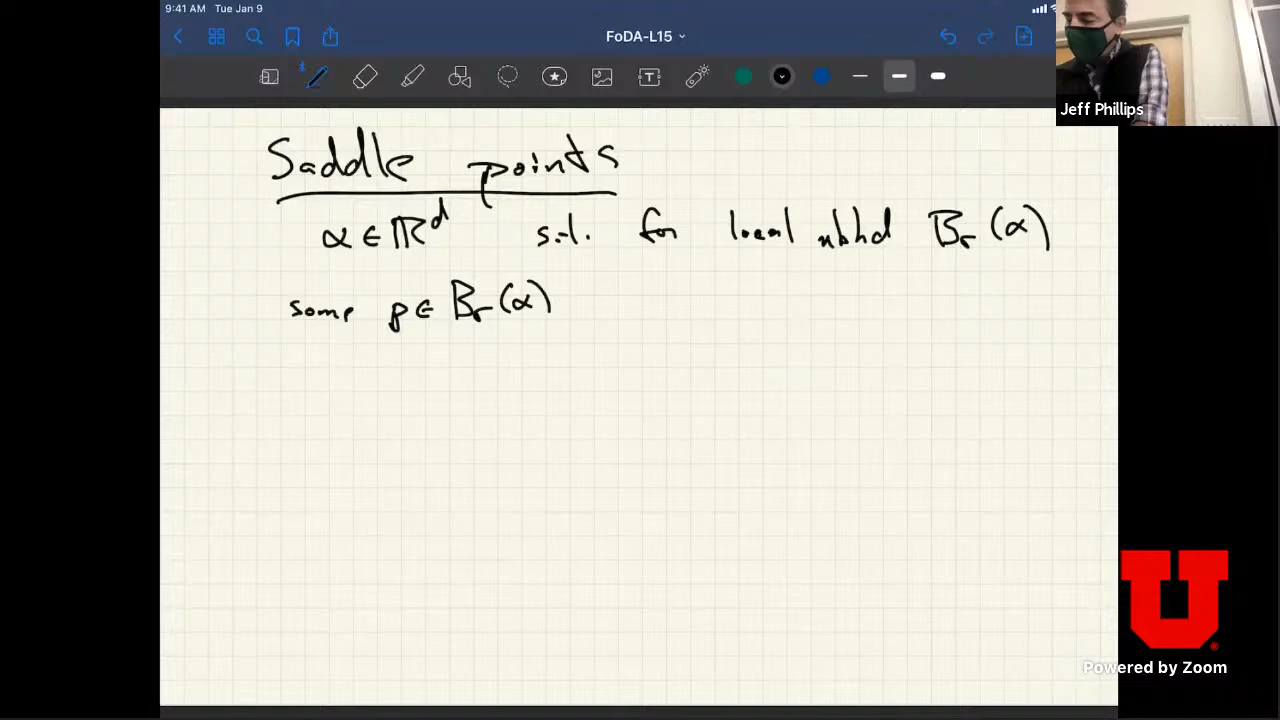 9:41 AM Tue Jan 9
FoDA-L15
T
Jeff Phillips
Saddle points
α ∈ ℝ^d s.t. for local nbhd B_r(α)
some p ∈ B_r(α)
U
Powered by Zoom